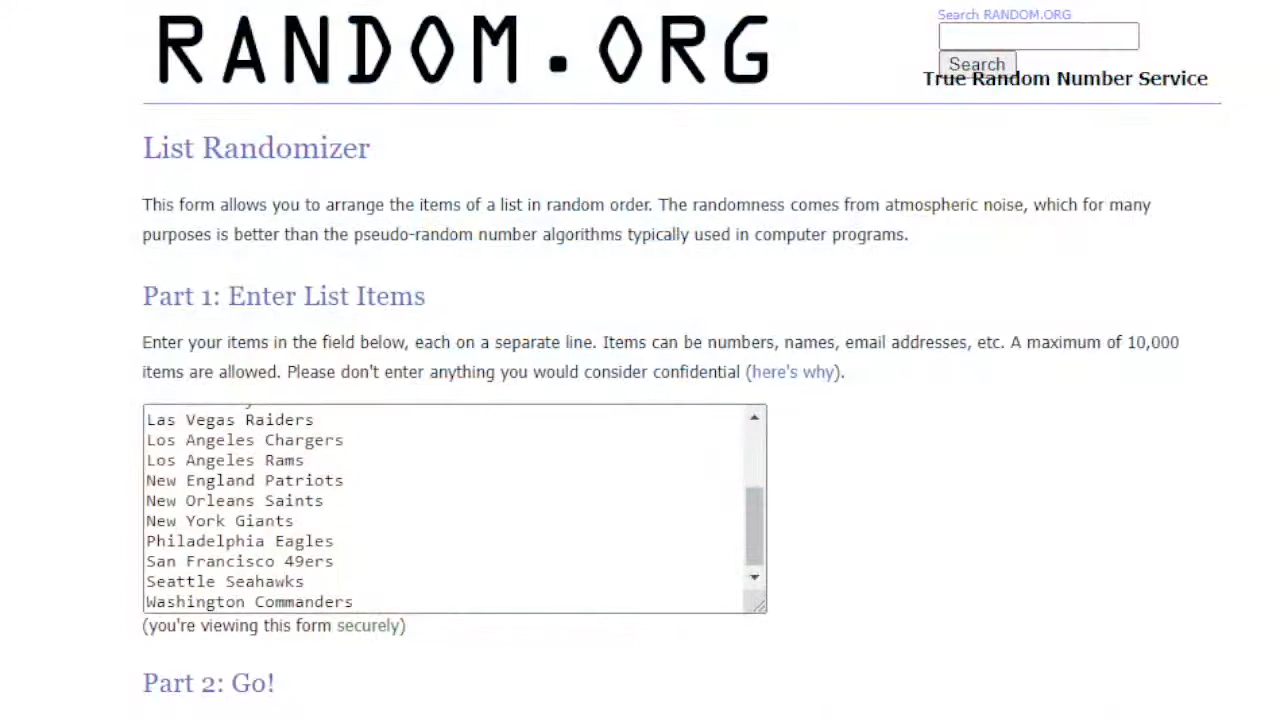 RANDOM.ORG
Search RANDOM.ORG
Search
True Random Number Service
List Randomizer
This form allows you to arrange the items of a list in random order. The randomness comes from atmospheric noise, which for many
purposes is better than the pseudo-random number algorithms typically used in computer programs.
Part 1: Enter List Items
Enter your items in the field below, each on a separate line. Items can be numbers, names, email addresses, etc. A maximum of 10,000
items are allowed. Please don't enter anything you would consider confidential (here's why).
Las Vegas Raiders
Los Angeles Chargers
Los Angeles Rams
New England Patriots
New Orleans Saints
New York Giants
Philadelphia Eagles
San Francisco 49ers
Seattle Seahawks
Washington Commanders
(you're viewing this form securely)
Part 2: Go!